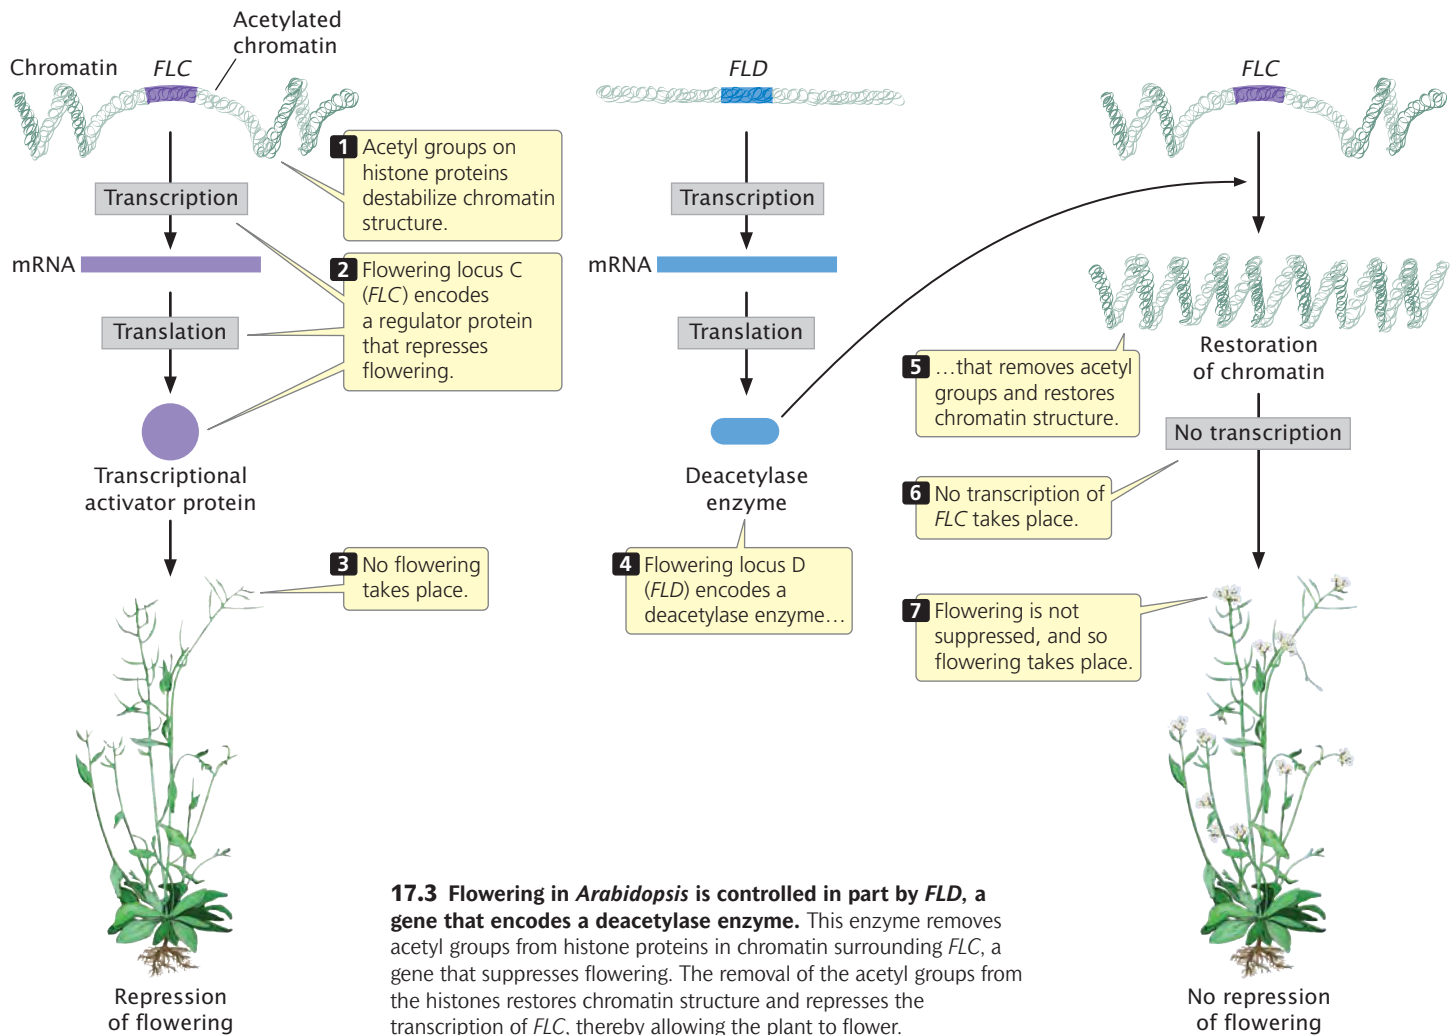 Acetylated
chromatin
Chromatin
FLC
1 Acetyl groups on
histone proteins
destabilize chromatin
structure.
Transcription
mRNA
2 Flowering locus C
(FLC) encodes
a regulator protein
that represses
flowering.
Translation
Transcriptional
activator protein
3 No flowering
takes place.
Repression
of flowering
FLD
Transcription
mRNA
Translation
Deacetylase
enzyme
4 Flowering locus D
(FLD) encodes a
deacetylase enzyme…
FLC
Restoration
of chromatin
5 …that removes acetyl
groups and restores
chromatin structure.
No transcription
6 No transcription of
FLC takes place.
7 Flowering is not
suppressed, and so
flowering takes place.
No repression
of flowering
17.3 Flowering in Arabidopsis is controlled in part by FLD, a
gene that encodes a deacetylase enzyme. This enzyme removes
acetyl groups from histone proteins in chromatin surrounding FLC, a
gene that suppresses flowering. The removal of the acetyl groups from
the histones restores chromatin structure and represses the
transcription of FLC, thereby allowing the plant to flower.